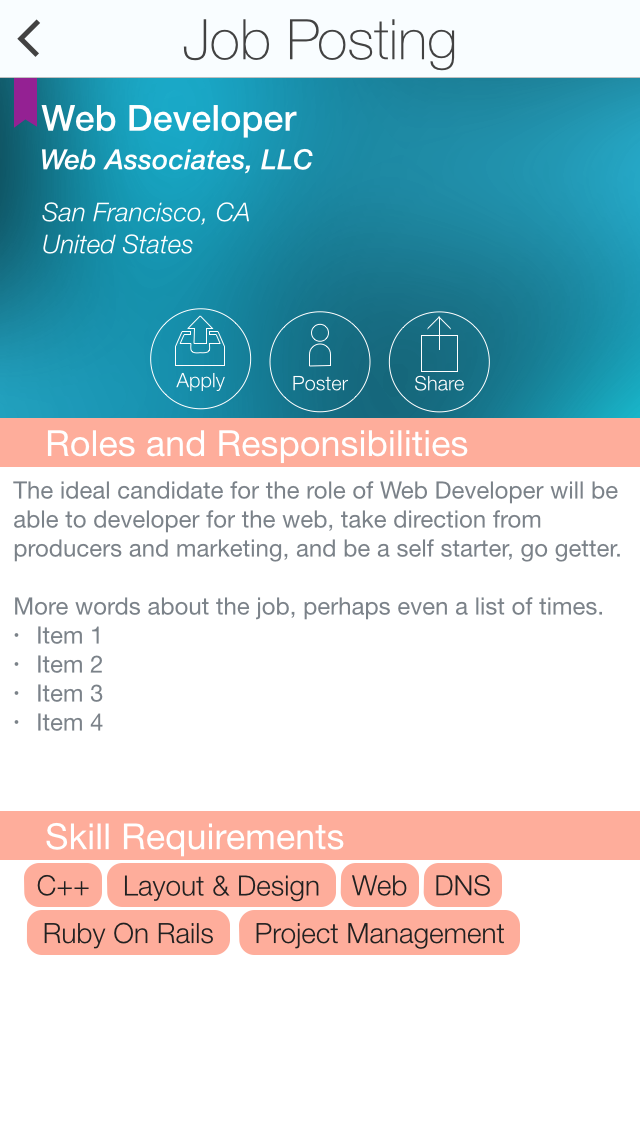 Job Posting
Web Developer
Web Associates, LLC
San Francisco, CA
United States
Apply
Poster
Share
Roles and Responsibilities
The ideal candidate for the role of Web Developer will be
able to developer for the web, take direction from
producers and marketing, and be a self starter, go getter.
More words about the job, perhaps even a list of times.
• Item 1
• Item 2
• Item 3
• Item 4
Skill Requirements
C++ Layout & Design Web DNS
Ruby On Rails Project Management